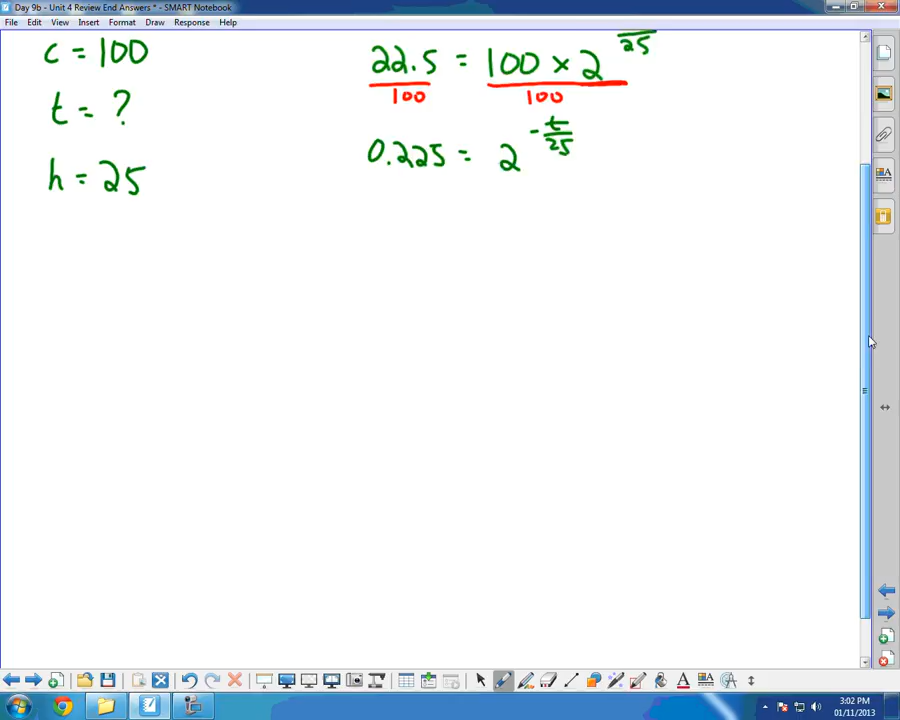 Day 9b - Unit 4 Review End Answers * - SMART Notebook
File Edit View Insert Format Draw Response Help
c = 100
t = ?
h = 25
22.5 = 100 × 2 25
100 100
0.225 = 2^-t/25
3:02 PM
01/11/2013